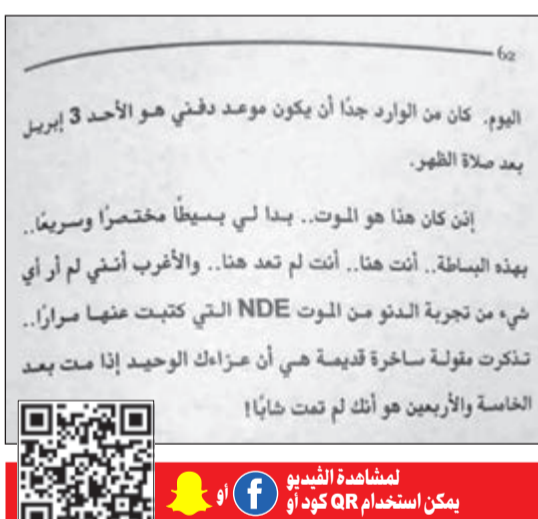 62
اليوم. كان من الوارد جدًا أن يكون موعد دفني هو الأحد 3 إبريل
بعد صلاة الظهر.
إذن كان هذا هو الموت.. بدا لي بسيطًا مختصرًا وسريعًا..
بهذه البساطة.. أنت هنا.. أنت لم تعد هنا.. والأغرب أنني لم أر أي
شيء من تجربة الدنو من الموت NDE التي كتبت عنها مرارًا..
تذكرت مقولة ساخرة قديمة هي أن عزاءك الوحيد إذا مت بعد
الخامسة والأربعين هو أنك لم تمت شابًا!
لمشاهدة الڤيديو
يمكن استخدام QR كود أو f أو